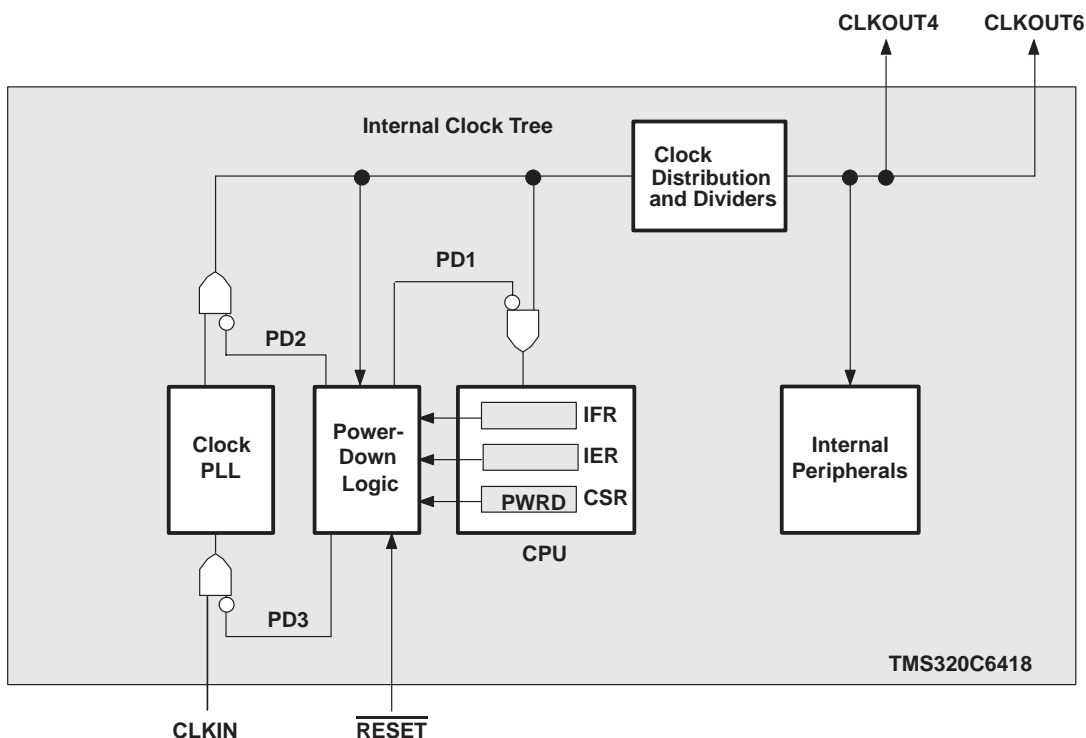 CLKOUT4
CLKOUT6
Internal Clock Tree
Clock
Distribution
and Dividers
PD1
PD2
Clock
PLL
Power-
Down
Logic
IFR
IER
PWRD
CSR
CPU
Internal
Peripherals
PD3
TMS320C6418
CLKIN
RESET